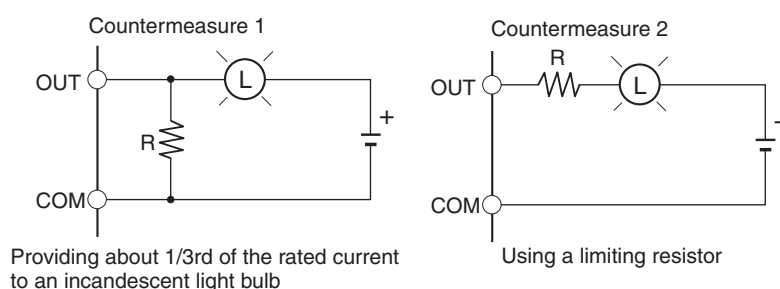 Countermeasure 1
OUT
L
R
+
COM
Providing about 1/3rd of the rated current
to an incandescent light bulb
Countermeasure 2
R
OUT
L
COM
Using a limiting resistor